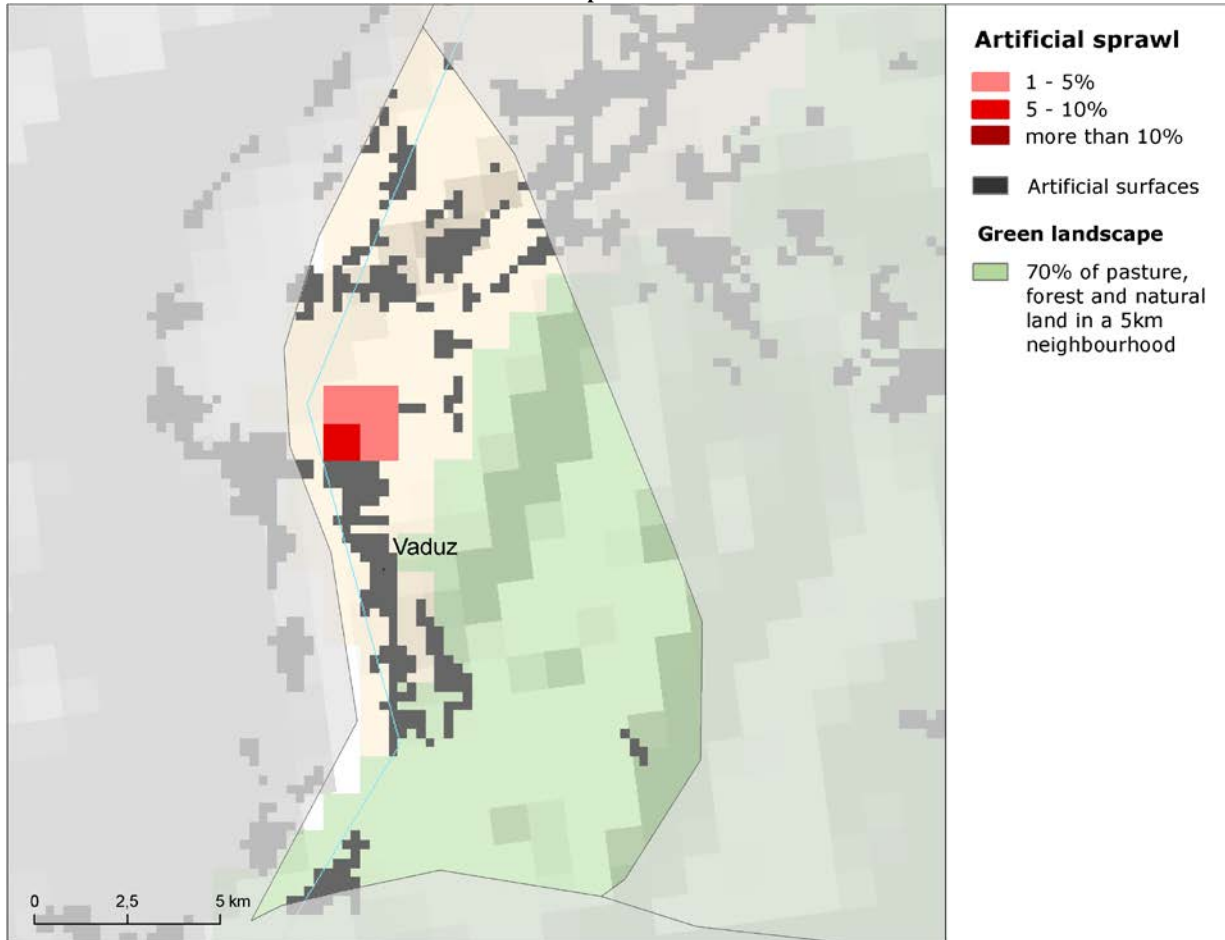 Artificial sprawl
1 - 5%
5 - 10%
more than 10%
Artificial surfaces
Green landscape
70% of pasture,
forest and natural
land in a 5km
neighbourhood
Vaduz
0 2,5 5 km